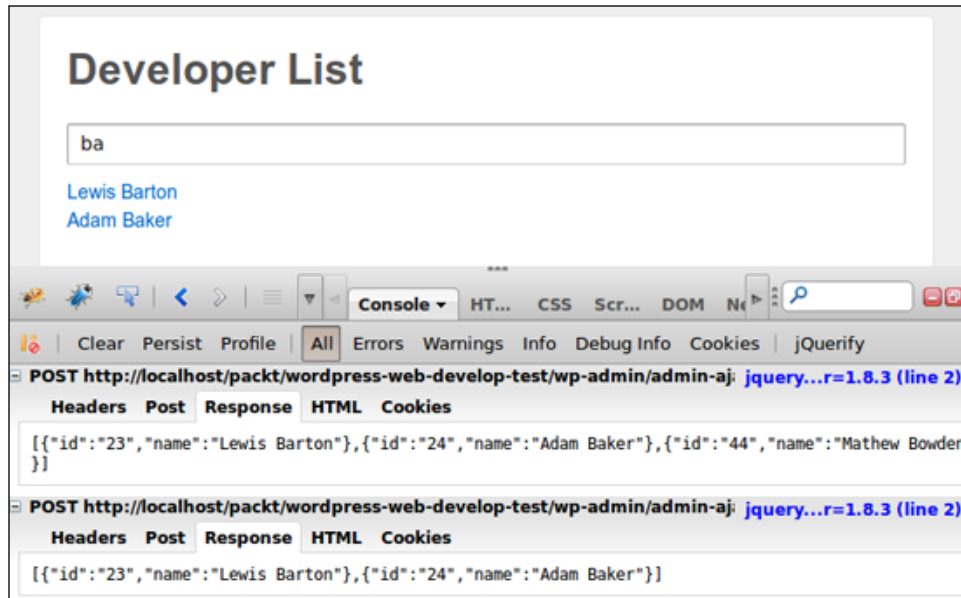 Developer List
ba
Lewis Barton
Adam Baker
Console HT... CSS Scr... DOM Ne
Clear Persist Profile All Errors Warnings Info Debug Info Cookies jQuerify
POST http://localhost/packt/wordpress-web-develop-test/wp-admin/admin-aj jquery...r=1.8.3 (line 2)
Headers Post Response HTML Cookies
[{"id":"23","name":"Lewis Barton"},{"id":"24","name":"Adam Baker"},{"id":"44","name":"Mathew Bowden
}]
POST http://localhost/packt/wordpress-web-develop-test/wp-admin/admin-aj jquery...r=1.8.3 (line 2)
Headers Post Response HTML Cookies
[{"id":"23","name":"Lewis Barton"},{"id":"24","name":"Adam Baker"}]